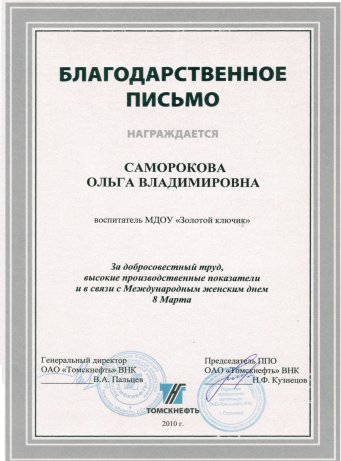 БЛАГОДАРСТВЕННОЕ
ПИСЬМО
НАГРАЖДАЕТСЯ
САМОРОКОВА
ОЛЬГА ВЛАДИМИРОВНА
воспитатель МДОУ «Золотой ключик»
За добросовестный труд,
высокие производственные показатели
и в связи с Международным женским днем
8 Марта
Генеральный директор
ОАО «Томскнефть» ВНК
В.А. Пальцев
Председатель ППО
ОАО «Томскнефть» ВНК
Н.Ф. Кузнецов
ТОМСКНЕФТЬ
2010 г.